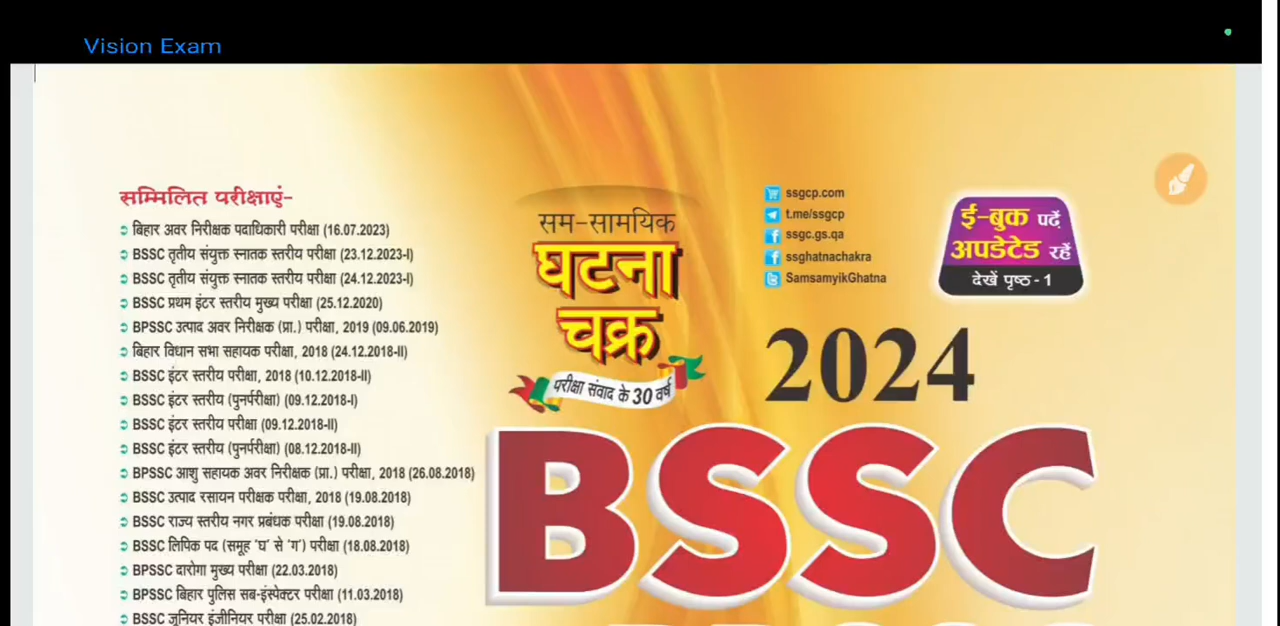 Vision Exam
सम्मिलित परीक्षाएं-
बिहार अवर निरीक्षक पदाधिकारी परीक्षा (16.07.2023)
BSSC तृतीय संयुक्त स्नातक स्तरीय परीक्षा (23.12.2023-I)
BSSC तृतीय संयुक्त स्नातक स्तरीय परीक्षा (24.12.2023-I)
BSSC प्रथम इंटर स्तरीय मुख्य परीक्षा (25.12.2020)
BPSSC उत्पाद अवर निरीक्षक (प्रा.) परीक्षा, 2019 (09.06.2019)
बिहार विधान सभा सहायक परीक्षा, 2018 (24.12.2018-II)
BSSC इंटर स्तरीय परीक्षा, 2018 (10.12.2018-II)
BSSC इंटर स्तरीय (पुनर्परीक्षा) (09.12.2018-I)
BSSC इंटर स्तरीय परीक्षा (09.12.2018-II)
BSSC इंटर स्तरीय (पुनर्परीक्षा) (08.12.2018-II)
BPSSC आशु सहायक अवर निरीक्षक (प्रा.) परीक्षा, 2018 (26.08.2018)
BSSC उत्पाद रसायन परीक्षक परीक्षा, 2018 (19.08.2018)
BSSC राज्य स्तरीय नगर प्रबंधक परीक्षा (19.08.2018)
BSSC लिपिक पद (समूह 'घ' से 'ग') परीक्षा (18.08.2018)
BPSSC दारोगा मुख्य परीक्षा (22.03.2018)
BPSSC बिहार पुलिस सब-इंस्पेक्टर परीक्षा (11.03.2018)
BSSC जूनियर इंजीनियर परीक्षा (25.02.2018)
सम-सामयिक
घटना
चक्र
परीक्षा संवाद के 30 वर्ष
ssgcp.com
t.me/ssgcp
ssgc.gs.qa
ssghatnachakra
SamsamyikGhatna
ई-बुक पढ़ें
अपडेटेड रहें
देखें पृष्ठ-1
2024
BSSC